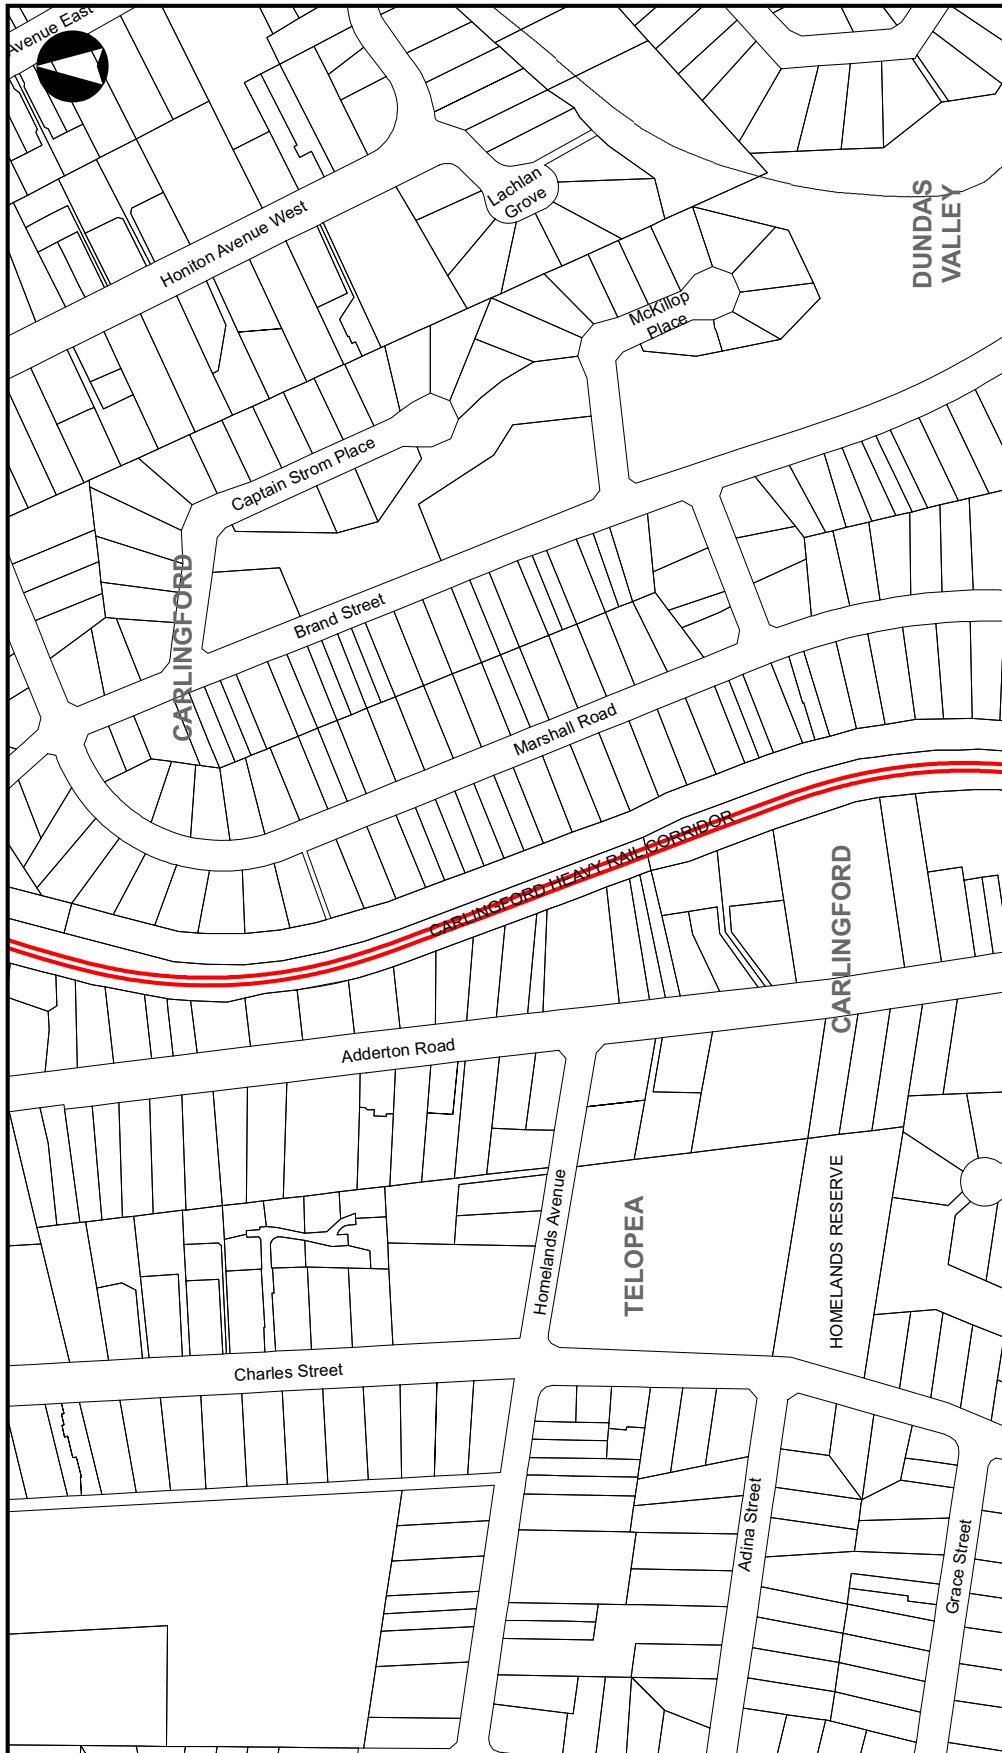 Avenue East
Lachlan
Grove
DUNDAS
VALLEY
Honiton Avenue West
McKillop
Place
Captain Strom Place
CARLINGFORD
Brand Street
Marshall Road
CARLINGFORD HEAVY RAIL CORRIDOR
CARLINGFORD
Adderton Road
HOMELANDS RESERVE
Homelands Avenue
TELOPEA
Charles Street
Adina Street
Grace Street